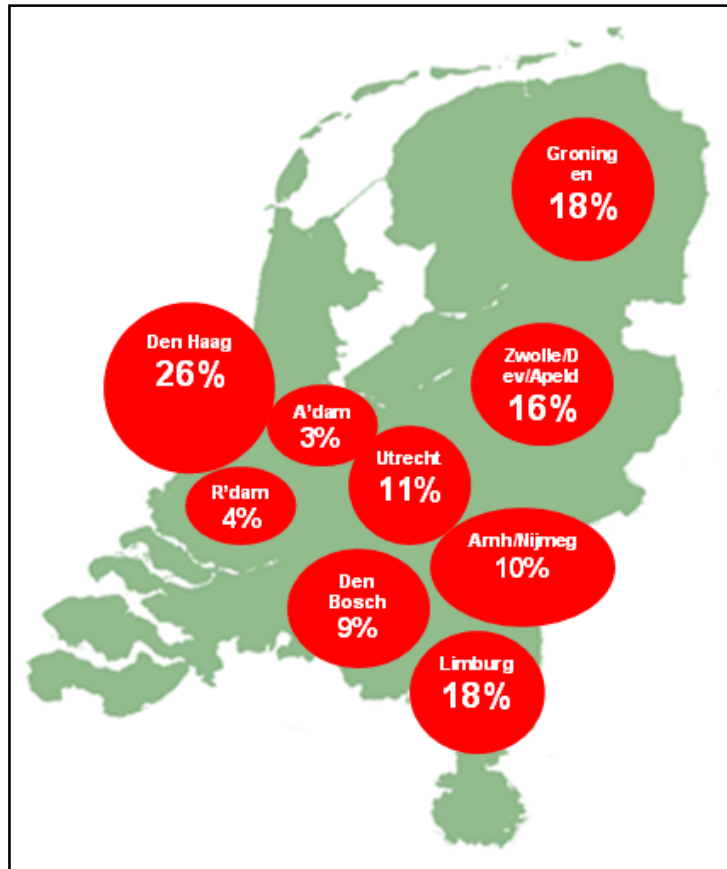 Groning
en
18%
Den Haag
26%
Zwolle/D
ev/Apeld
16%
A'dam
3%
Utrecht
11%
R'dam
4%
Arnh/Nijmeg
10%
Den
Bosch
9%
Limburg
18%